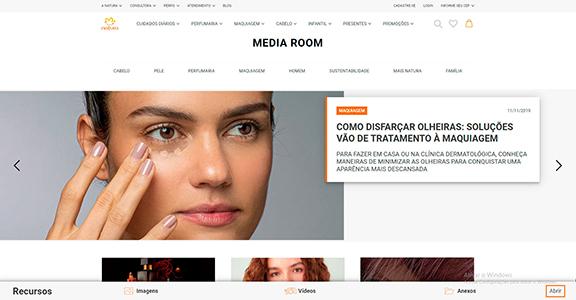 A NATURA CONSULTORIA PERFIL ATENDIMENTO BLOG CADASTRE-SE LOGIN INFORME SEU CEP
natura CUIDADOS DIÁRIOS PERFUMARIA MAQUIAGEM CABELO INFANTIL PRESENTES PROMOÇÕES
MEDIA ROOM
CABELO PELE PERFUMARIA MAQUIAGEM HOMEM SUSTENTABILIDADE MAIS NATURA FAMÍLIA
MAQUIAGEM 11/11/2019
COMO DISFARÇAR OLHEIRAS: SOLUÇÕES
VÃO DE TRATAMENTO À MAQUIAGEM
PARA FAZER EM CASA OU NA CLÍNICA DERMATOLÓGICA, CONHEÇA
MANEIRAS DE MINIMIZAR AS OLHEIRAS PARA CONQUISTAR UMA
APARÊNCIA MAIS DESCANSADA
Ativar o Windows
Recursos Imagens Vídeos Anexos Abrir